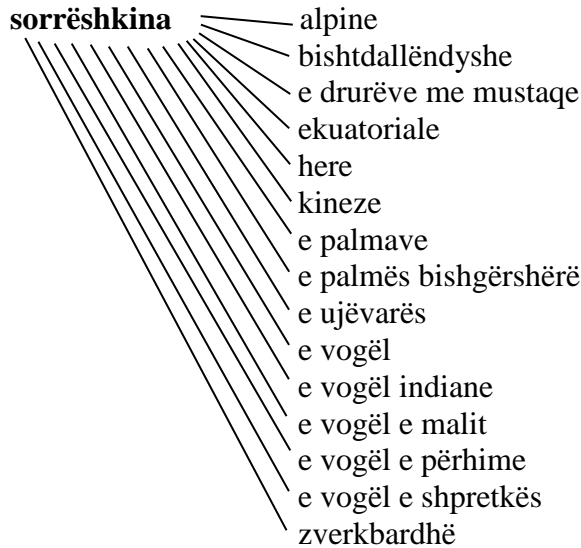 sorrëshkina alpine
bishtdallëndyshe
e drurëve me mustaqe
ekuatoriale
here
kineze
e palmave
e palmës bishgërshërë
e ujëvarës
e vogël
e vogël indiane
e vogël e malit
e vogël e përhime
e vogël e shpretkës
zverkbardhë